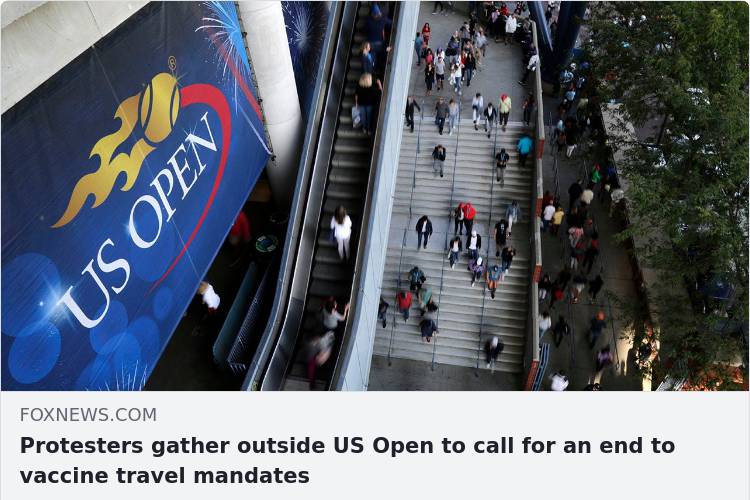 US OPEN
®
FOXNEWS.COM
Protesters gather outside US Open to call for an end to
vaccine travel mandates